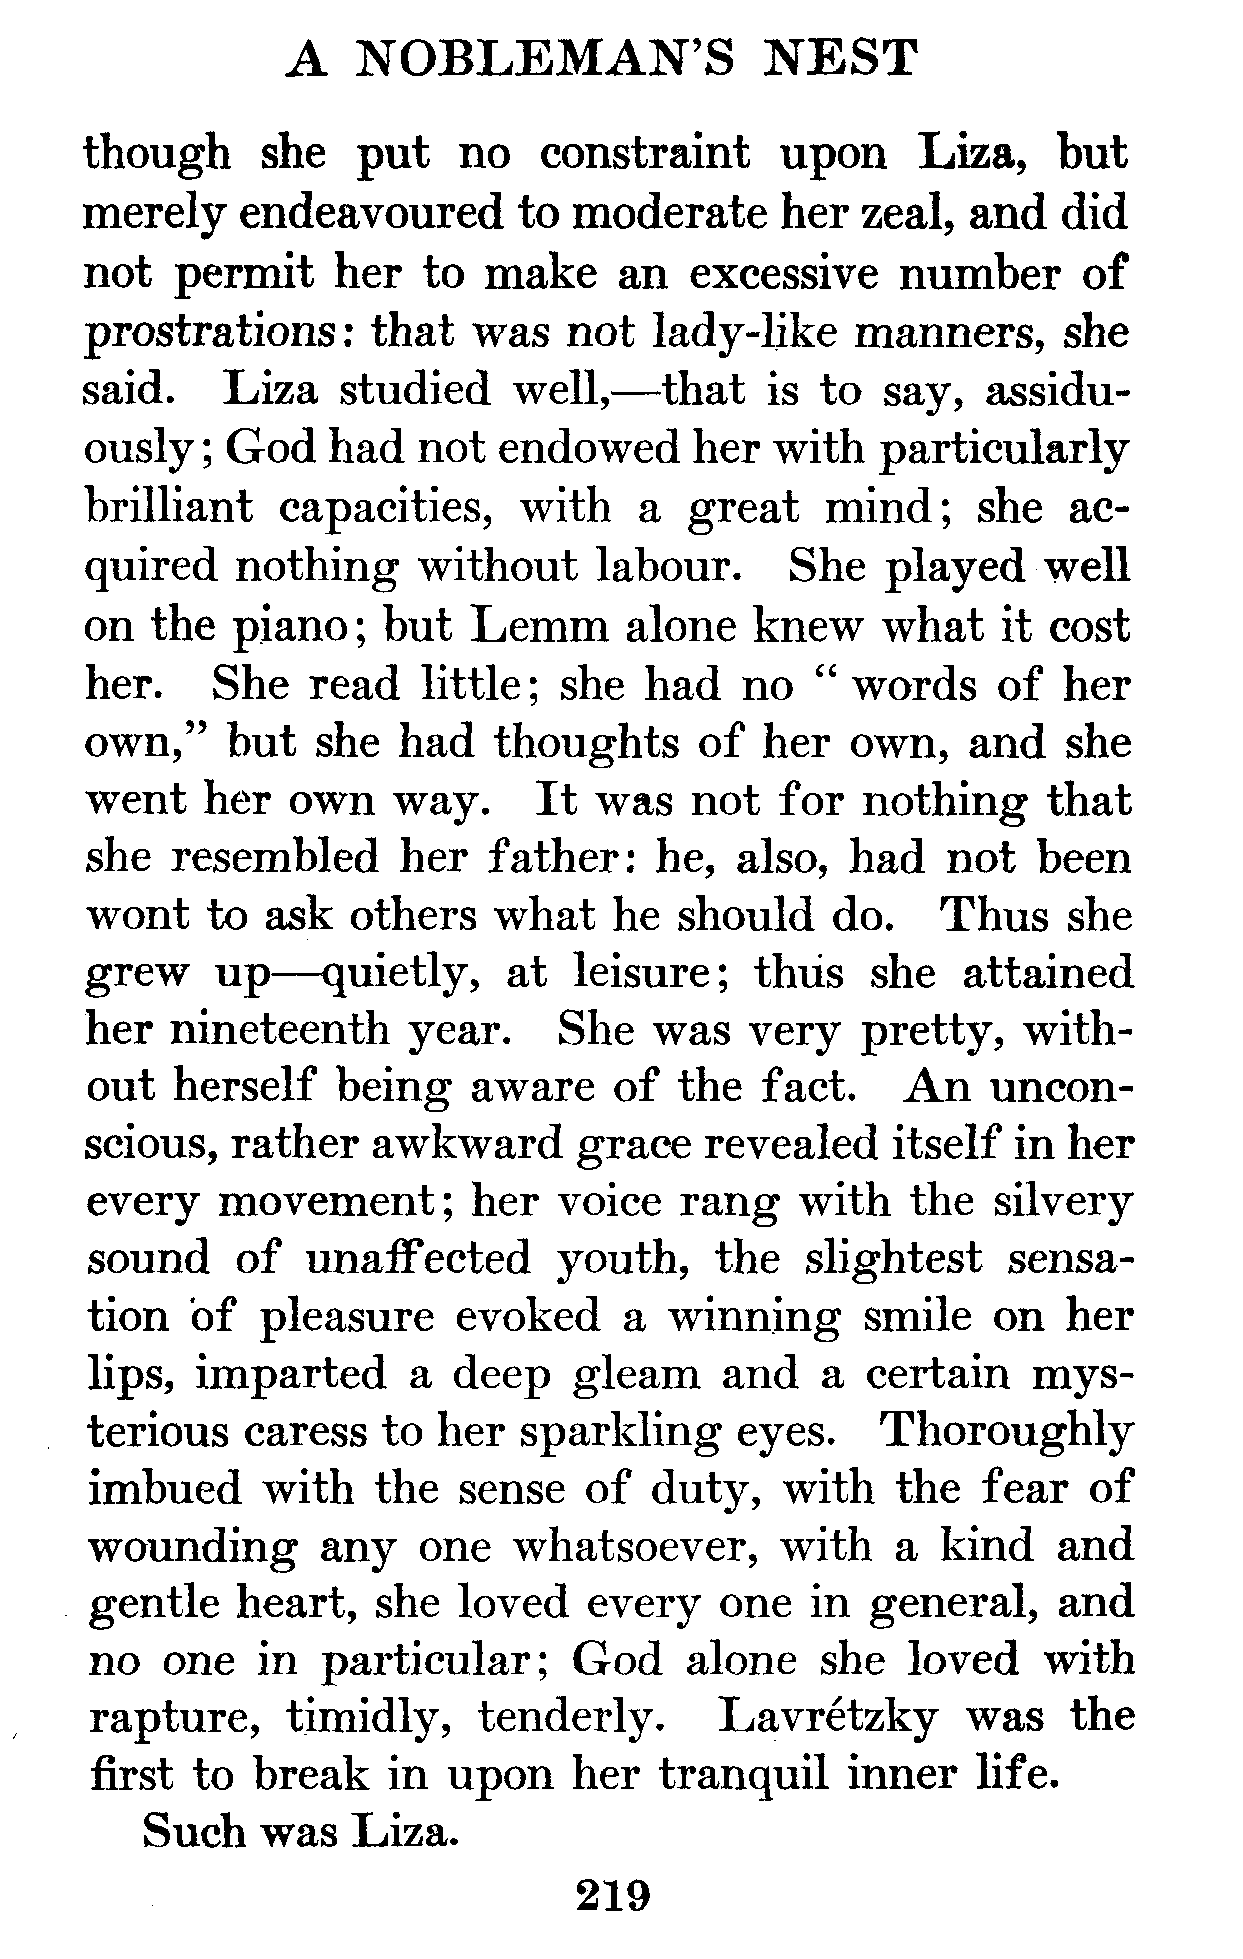 A NOBLEMAN'S NEST
though she put no constraint upon Liza, but
merely endeavoured to moderate her zeal, and did
not permit her to make an excessive number of
prostrations: that was not lady-like manners, she
said. Liza studied well,—that is to say, assidu-
ously; God had not endowed her with particularly
brilliant capacities, with a great mind; she ac-
quired nothing without labour. She played well
on the piano; but Lemm alone knew what it cost
her. She read little; she had no “ words of her
own,” but she had thoughts of her own, and she
went her own way. It was not for nothing that
she resembled her father: he, also, had not been
wont to ask others what he should do. Thus she
grew up—quietly, at leisure; thus she attained
her nineteenth year. She was very pretty, with-
out herself being aware of the fact. An uncon-
scious, rather awkward grace revealed itself in her
every movement; her voice rang with the silvery
sound of unaffected youth, the slightest sensa-
tion of pleasure evoked a winning smile on her
lips, imparted a deep gleam and a certain mys-
terious caress to her sparkling eyes. Thoroughly
imbued with the sense of duty, with the fear of
wounding any one whatsoever, with a kind and
gentle heart, she loved every one in general, and
no one in particular; God alone she loved with
rapture, timidly, tenderly. Lavrétzky was the
first to break in upon her tranquil inner life.
Such was Liza.
219